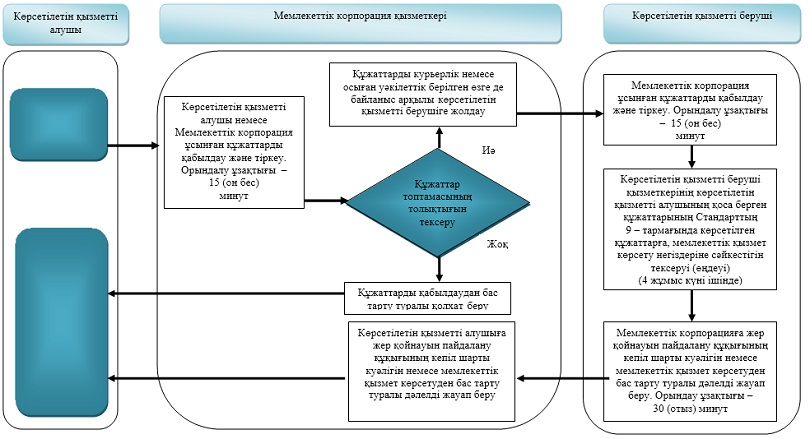 Көрсетілетін қызметті
алушы
Мемлекеттік корпорация қызметкері
Көрсетілетін қызметті беруші
Көрсетілетін қызметті
алушы немесе
Мемлекеттік корпорация
ұсынған құжаттарды
қабылдау және тіркеу.
Орындалу ұзақтығы –
15 (он бес)
минут
Құжаттарды курьерлік немесе
осыған уәкілеттік берілген өзге де
байланыс арқылы көрсетілетін
қызметті берушіге жолдау
Иә
Құжаттар
топтамасының
толықтығын
тексеру
Жоқ
Құжаттарды қабылдаудан бас
тарту туралы қолхат беру
Көрсетілетін қызметті алушыға
жер қойнауын пайдалану
құқығының кепіл шарты
куәлігін немесе мемлекеттік
қызмет көрсетуден бас тарту
туралы дәлелді жауап беру
Мемлекеттік корпорация
ұсынған құжаттарды қабылдау
және тіркеу. Орындалу ұзақтығы
– 15 (он бес)
минут
Көрсетілетін қызметті беруші
қызметкерінің көрсетілетін
қызметті алушының қоса берген
құжаттарының Стандарттың
9 – тармағында көрсетілген
құжаттарға, мемлекеттік қызмет
көрсету негіздеріне сәйкестігін
тексеруі (өңдеуі)
(4 жұмыс күні ішінде)
Мемлекеттік корпорацияға жер
қойнауын пайдалану құқығының
кепіл шарты куәлігін немесе
мемлекеттік қызмет көрсетуден
бас тарту туралы дәлелді жауап
беру. Орындау ұзақтығы –
30 (отыз) минут